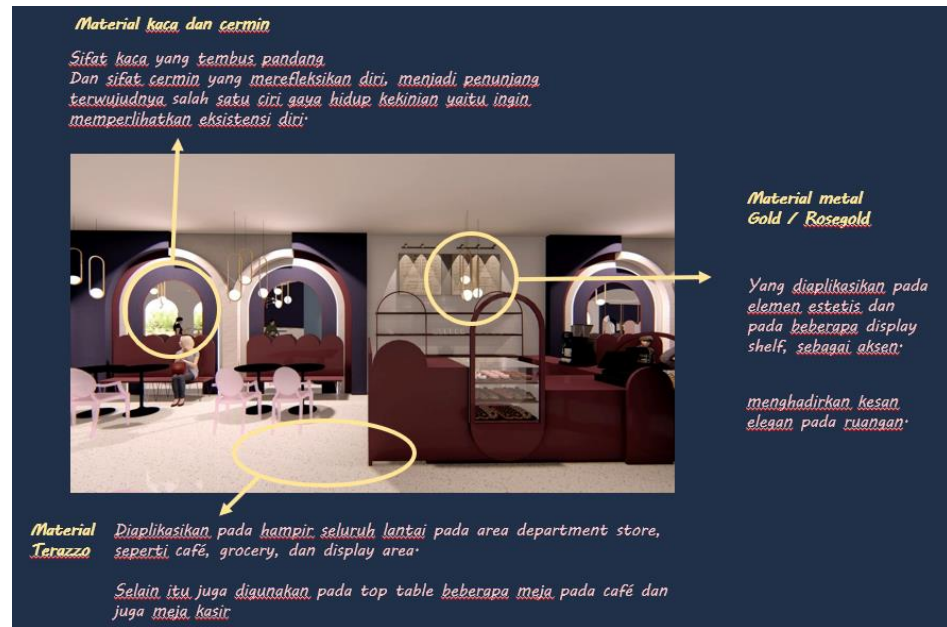 Material kaca dan cermin
Sifat kaca yang tembus pandang
Dan sifat cermin yang merefleksikan diri, menjadi penunjang
terwujudnya salah satu ciri gaya hidup kekinian yaitu ingin
memperlihatkan eksistensi diri.
Material metal
Gold / Rosegold
Yang diaplikasikan pada
elemen estetis dan
pada beberapa display
shelf, sebagai aksen.
menghadirkan kesan
elegan pada ruangan.
Material
Terazzo
Diaplikasikan pada hampir seluruh lantai pada area department store,
seperti café, grocery, dan display area.
Selain itu juga digunakan pada top table beberapa meja pada café dan
juga meja kasir